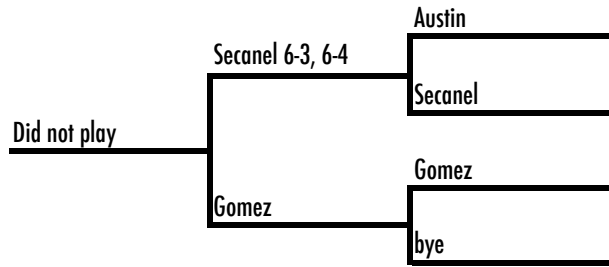 Austin
Secanel 6-3, 6-4
Secanel
Did not play
Gomez
Gomez
bye